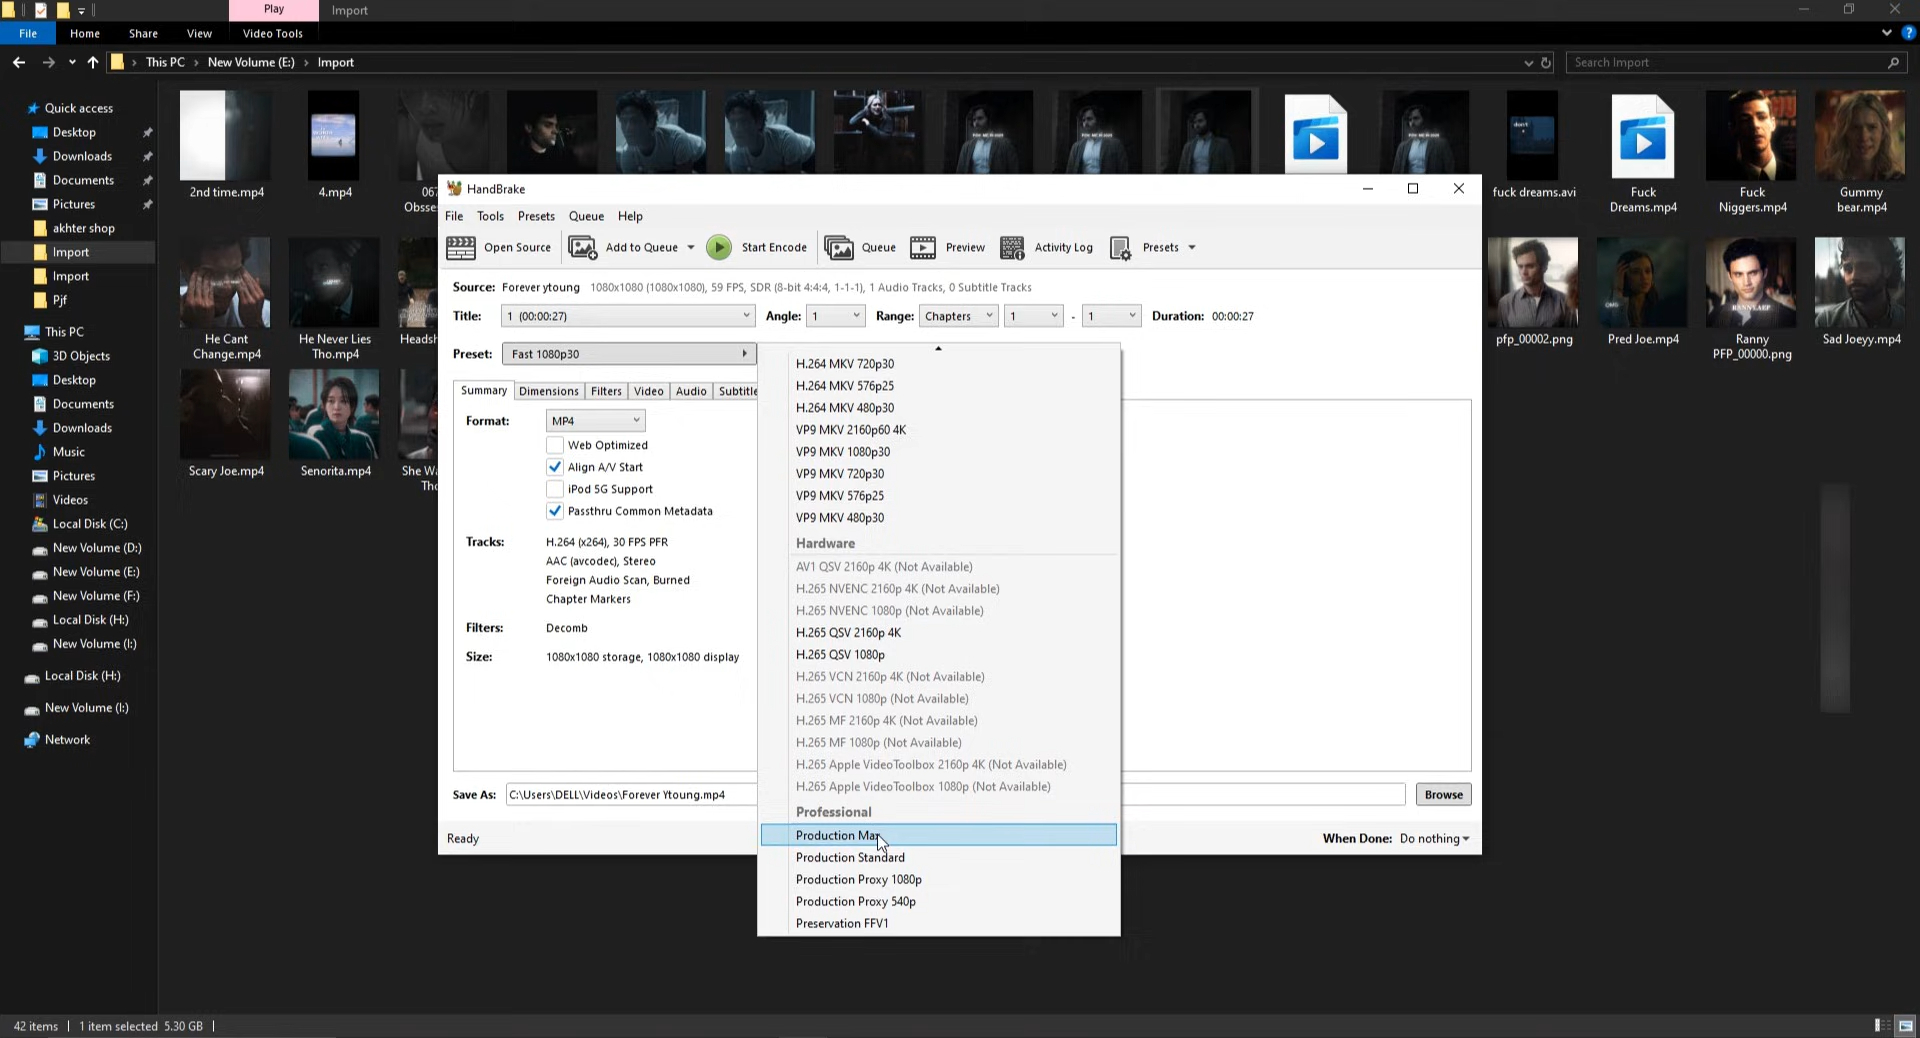 Play
Import
File
Home
Share
View
Video Tools
This PC
New Volume (E:)
Import
Search Import
Quick access
Desktop
Downloads
Documents
Pictures
akhter shop
Import
Import
Pjf
This PC
3D Objects
Desktop
Documents
Downloads
Music
Pictures
Videos
Local Disk (C:)
New Volume (D:)
New Volume (E:)
New Volume (F:)
Local Disk (H:)
New Volume (I:)
Local Disk (H:)
New Volume (I:)
Network
2nd time.mp4
4.mp4
067
Obsse
fuck dreams.avi
Fuck
Dreams.mp4
Fuck
Niggers.mp4
Gummy
bear.mp4
He Cant
Change.mp4
He Never Lies
Tho.mp4
Headsh
pfp_00002.png
Pred Joe.mp4
RANNYAEP
Ranny
PFP_00000.png
Sad Joeyy.mp4
Scary Joe.mp4
Senorita.mp4
She Wa
Tho
HandBrake
File
Tools
Presets
Queue
Help
Open Source
Add to Queue
Start Encode
Queue
Preview
Activity Log
Presets
Source: Forever ytoung 1080x1080 (1080x1080), 59 FPS, SDR (8-bit 4:4:4, 1-1-1), 1 Audio Tracks, 0 Subtitle Tracks
Title: 1 (00:00:27) Angle: 1 Range: Chapters 1 - 1 Duration: 00:00:27
Preset: Fast 1080p30
Summary Dimensions Filters Video Audio Subtitle
Format: MP4
Web Optimized
Align A/V Start
iPod 5G Support
Passthru Common Metadata
Tracks: H.264 (x264), 30 FPS PFR
AAC (avcodec), Stereo
Foreign Audio Scan, Burned
Chapter Markers
Filters: Decomb
Size: 1080x1080 storage, 1080x1080 display
H.264 MKV 720p30
H.264 MKV 576p25
H.264 MKV 480p30
VP9 MKV 2160p60 4K
VP9 MKV 1080p30
VP9 MKV 720p30
VP9 MKV 576p25
VP9 MKV 480p30
Hardware
AV1 QSV 2160p 4K (Not Available)
H.265 NVENC 2160p 4K (Not Available)
H.265 NVENC 1080p (Not Available)
H.265 QSV 2160p 4K
H.265 QSV 1080p
H.265 VCN 2160p 4K (Not Available)
H.265 VCN 1080p (Not Available)
H.265 MF 2160p 4K (Not Available)
H.265 MF 1080p (Not Available)
H.265 Apple VideoToolbox 2160p 4K (Not Available)
H.265 Apple VideoToolbox 1080p (Not Available)
Professional
Production Max
Production Standard
Production Proxy 1080p
Production Proxy 540p
Preservation FFV1
Save As: C:\Users\DELL\Videos\Forever Ytoung.mp4
Browse
Ready
When Done: Do nothing
42 items
1 item selected 5.30 GB